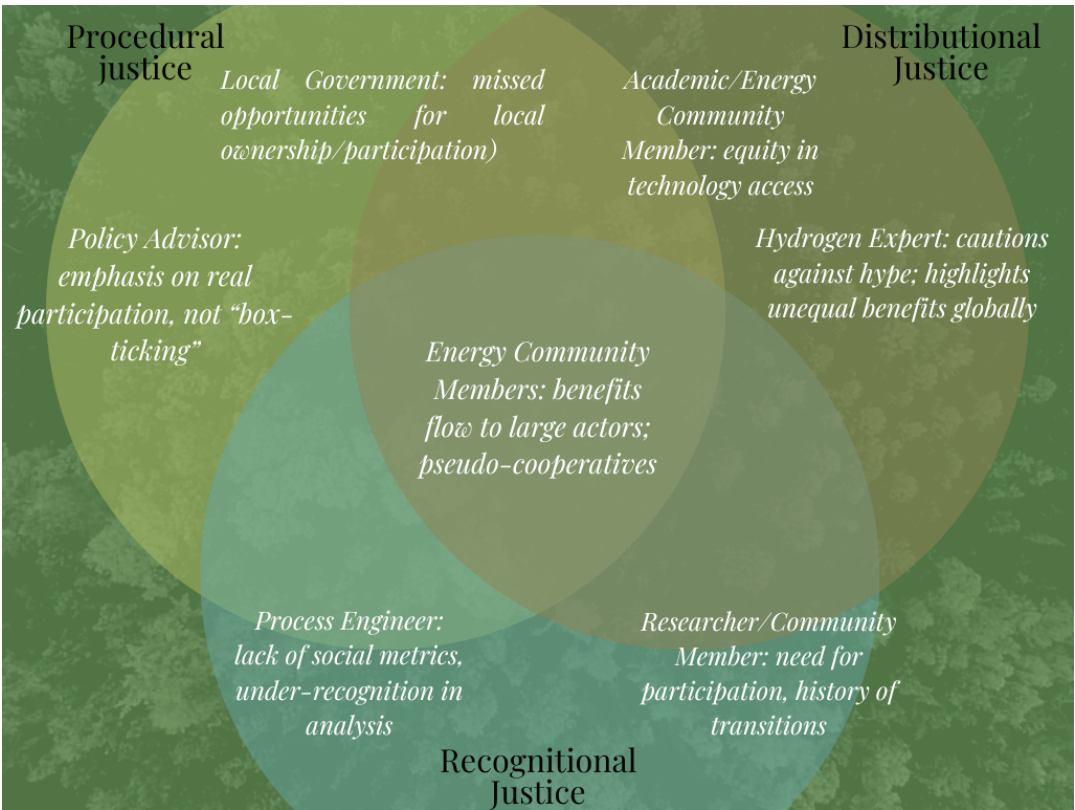 Procedural
justice
Distributional
Justice
Local Government: missed
opportunities for local
ownership/participation)
Academic/Energy
Community
Member: equity in
technology access
Policy Advisor:
emphasis on real
participation, not “box-
ticking”
Hydrogen Expert: cautions
against hype; highlights
unequal benefits globally
Energy Community
Members: benefits
flow to large actors;
pseudo-cooperatives
Process Engineer:
lack of social metrics,
under-recognition in
analysis
Researcher/Community
Member: need for
participation, history of
transitions
Recognitional
Justice